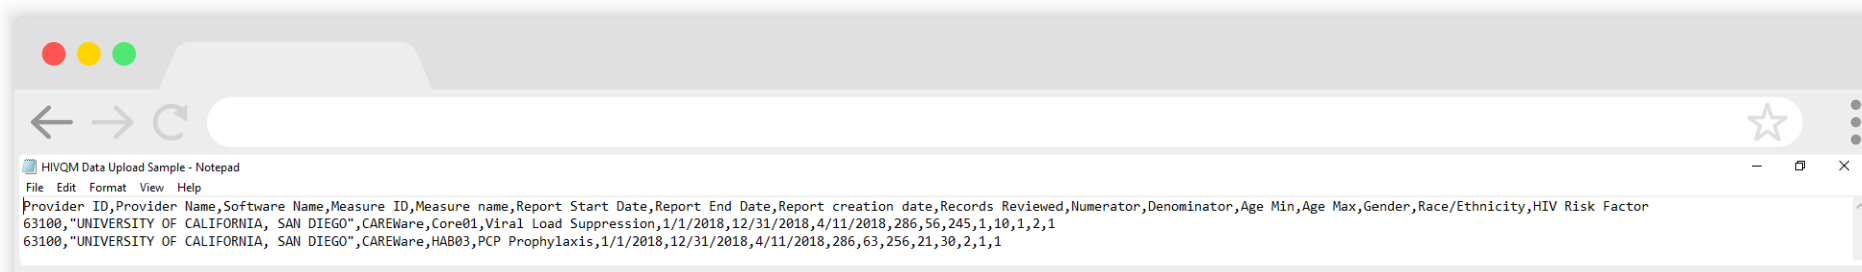 HIVQM Data Upload Sample - Notepad
File Edit Format View Help
Provider ID,Provider Name,Software Name,Measure ID,Measure name,Report Start Date,Report End Date,Report creation date,Records Reviewed,Numerator,Denominator,Age Min,Age Max,Gender,Race/Ethnicity,HIV Risk Factor
63100,"UNIVERSITY OF CALIFORNIA, SAN DIEGO",CAREWare,Core01,Viral Load Suppression,1/1/2018,12/31/2018,4/11/2018,286,56,245,1,10,1,2,1
63100,"UNIVERSITY OF CALIFORNIA, SAN DIEGO",CAREWare,HAB03,PCP Prophylaxis,1/1/2018,12/31/2018,4/11/2018,286,63,256,21,30,2,1,1